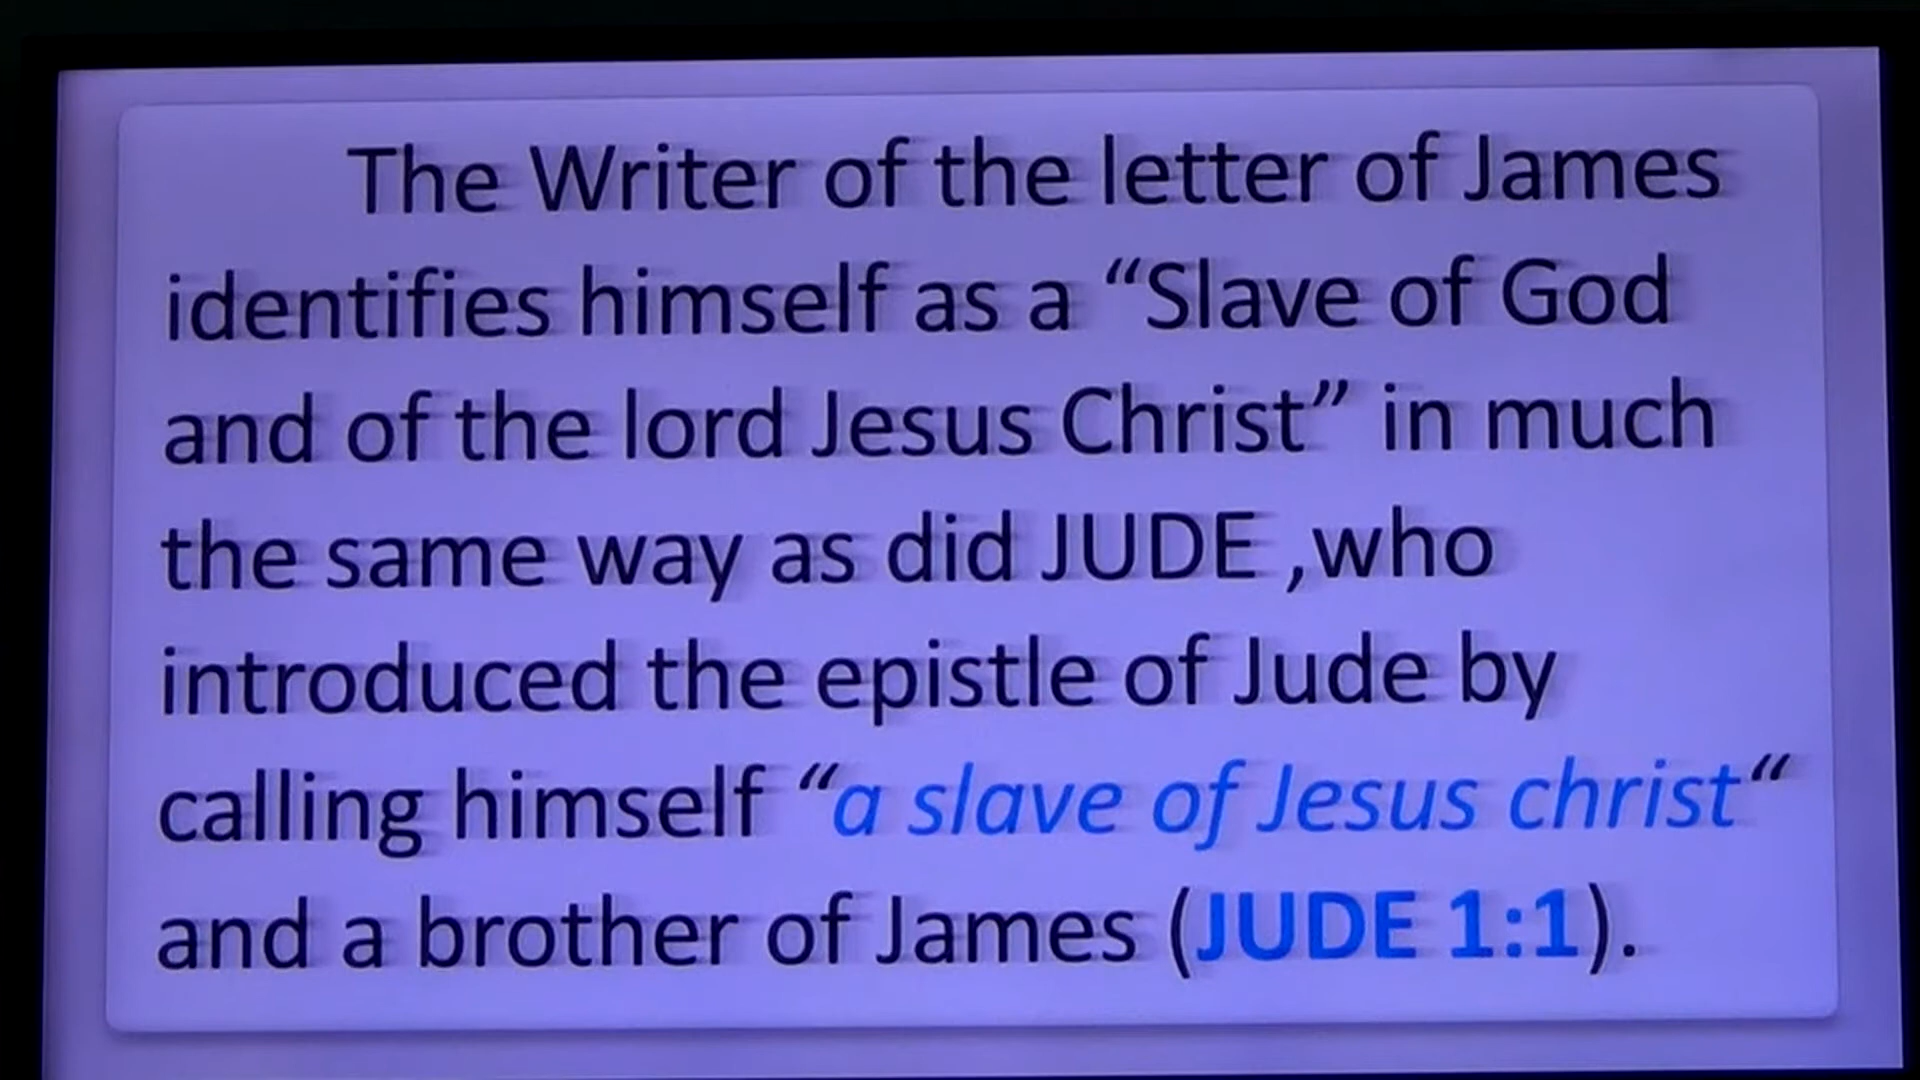 The Writer of the letter of James
identifies himself as a “Slave of God
and of the lord Jesus Christ” in much
the same way as did JUDE ,who
introduced the epistle of Jude by
calling himself “a slave of Jesus christ“
and a brother of James (JUDE 1:1).